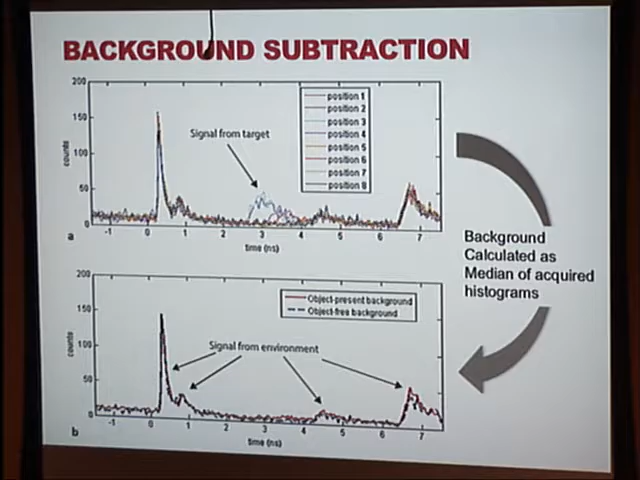 BACKGROUND SUBTRACTION
200
150
100
50
0
counts
Signal from target
position 1
position 2
position 3
position 4
position 5
position 6
position 7
position 8
-1 0 1 2 3 4 5 6 7
time (ns)
a
Background
Calculated as
Median of acquired
histograms
200
150
100
50
0
counts
Object-present background
Object-free background
Signal from environment
-1 0 1 2 3 4 5 6 7
time (ns)
b